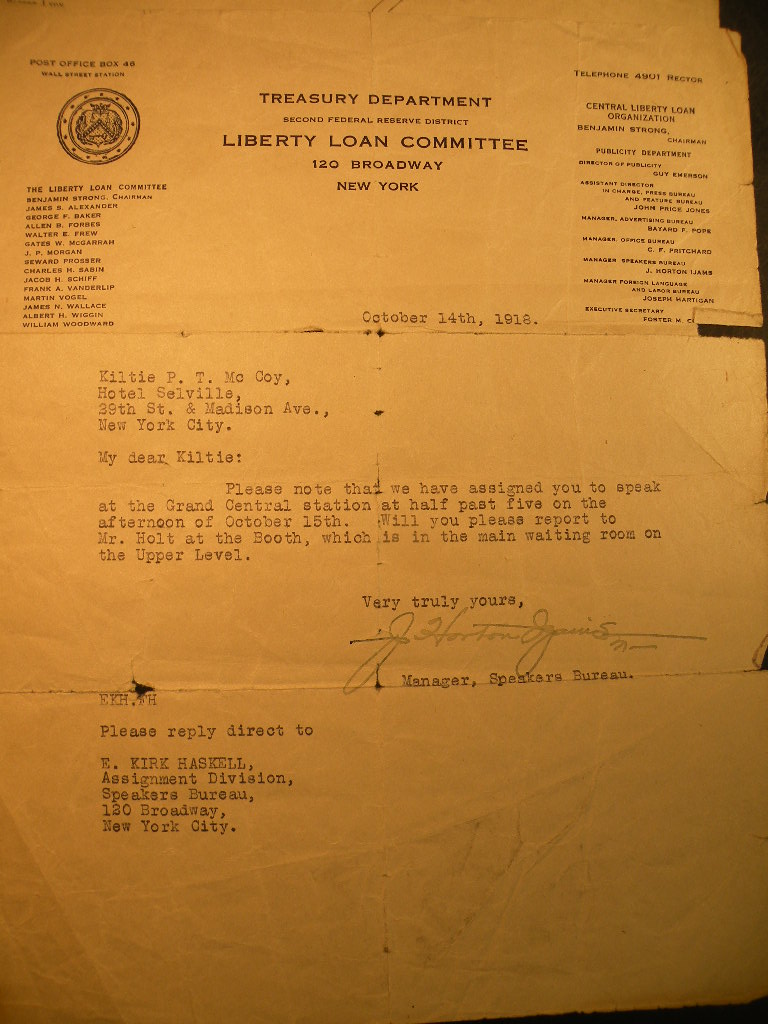 POST OFFICE BOX 46
WALL STREET STATION
TELEPHONE 4901 RECTOR
TREASURY DEPARTMENT
SECOND FEDERAL RESERVE DISTRICT
LIBERTY LOAN COMMITTEE
120 BROADWAY
NEW YORK
THE LIBERTY LOAN COMMITTEE
BENJAMIN STRONG, CHAIRMAN
JAMES S. ALEXANDER
GEORGE F. BAKER
ALLEN B. FORBES
WALTER E. FREW
GATES W. McGARRAH
J. P. MORGAN
SEWARD PROSSER
CHARLES H. SABIN
JACOB H. SCHIFF
FRANK A. VANDERLIP
MARTIN VOGEL
JAMES N. WALLACE
ALBERT H. WIGGIN
WILLIAM WOODWARD
CENTRAL LIBERTY LOAN
ORGANIZATION
BENJAMIN STRONG,
CHAIRMAN
PUBLICITY DEPARTMENT
DIRECTOR OF PUBLICITY
GUY EMERSON
ASSISTANT DIRECTOR
IN CHARGE, PRESS BUREAU
AND FEATURE BUREAU
JOHN PRICE JONES
MANAGER, ADVERTISING BUREAU
BAYARD F. POPE
MANAGER, OFFICE BUREAU
C. F. PRITCHARD
MANAGER SPEAKERS BUREAU
J. HORTON IJAMS
MANAGER FOREIGN LANGUAGE
AND LABOR BUREAU
JOSEPH HARTIGAN
EXECUTIVE SECRETARY
FOSTER M.
October 14th, 1918.
Kiltie P. T. Mc Coy,
Hotel Selville,
29th St. & Madison Ave.,
New York City.
My dear Kiltie:
Please note that we have assigned you to speak
at the Grand Central station at half past five on the
afternoon of October 15th. Will you please report to
Mr. Holt at the Booth, which is in the main waiting room on
the Upper Level.
Very truly yours,
J. Horton Ijams
Manager, Speakers Bureau.
EKH.TH
Please reply direct to
E. KIRK HASKELL,
Assignment Division,
Speakers Bureau,
120 Broadway,
New York City.